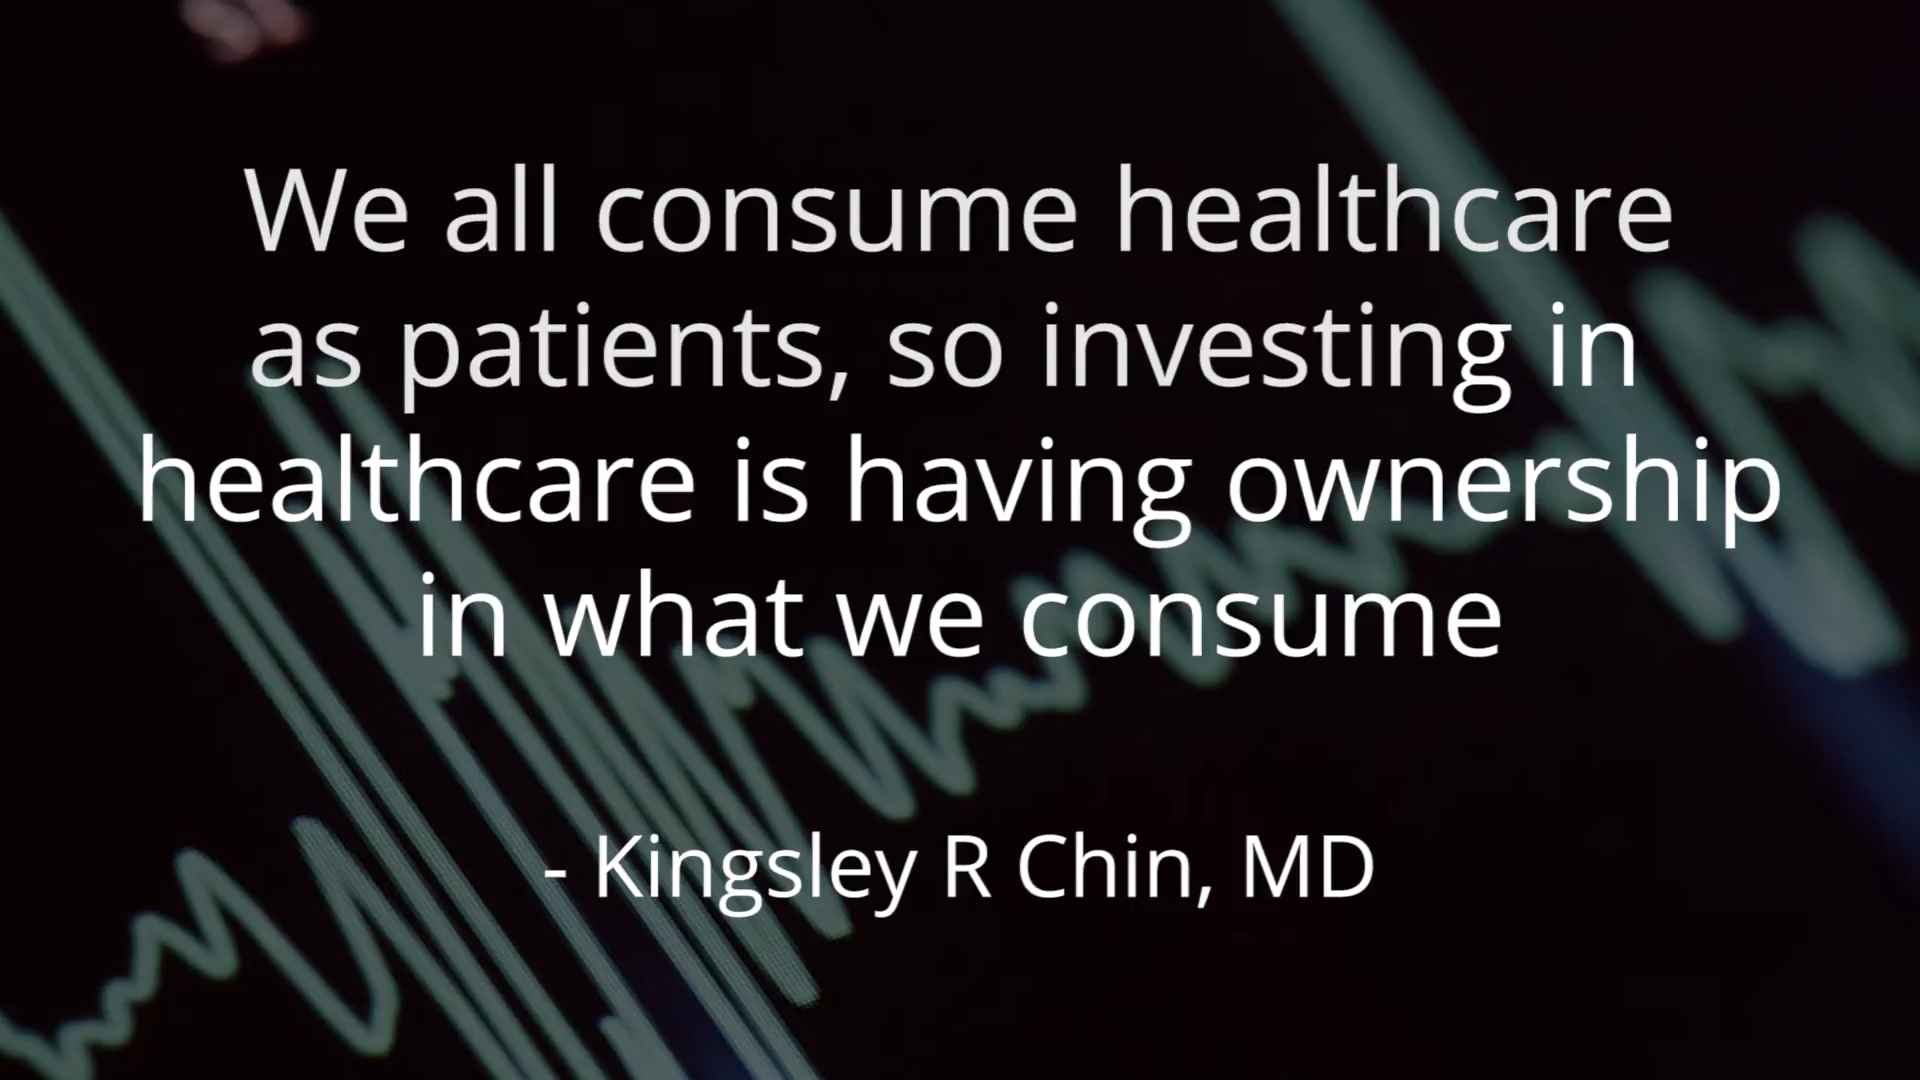 We all consume healthcare
as patients, so investing in
healthcare is having ownership
in what we consume
- Kingsley R Chin, MD